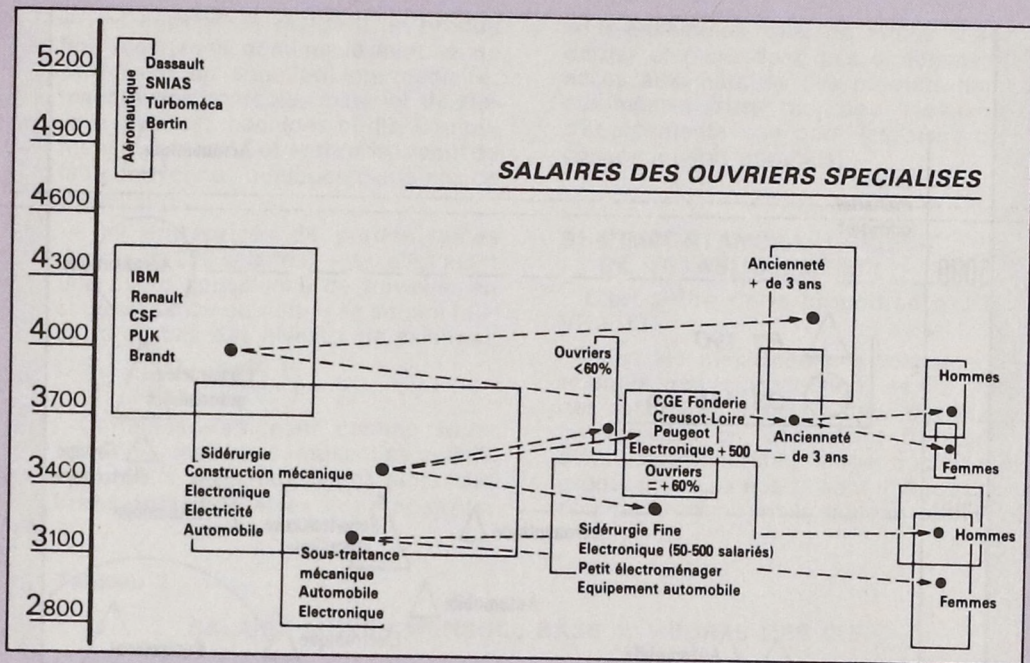 5200
4900
4600
4300
4000
3700
3400
3100
2800
Aéronautique
Dassault
SNIAS
Turboméca
Bertin
SALAIRES DES OUVRIERS SPECIALISES
IBM
Renault
CSF
PUK
Brandt
Sidérurgie
Construction mécanique
Electronique
Electricité
Automobile
Sous-traitance
mécanique
Automobile
Electronique
Ouvriers
<60%
CGE Fonderie
Creusot-Loire
Peugeot
Electronique +500
Ouvriers
= +60%
Sidérurgie Fine
Electronique (50-500 salariés)
Petit électroménager
Equipement automobile
Ancienneté
+ de 3 ans
Ancienneté
— de 3 ans
Hommes
Femmes
Hommes
Femmes